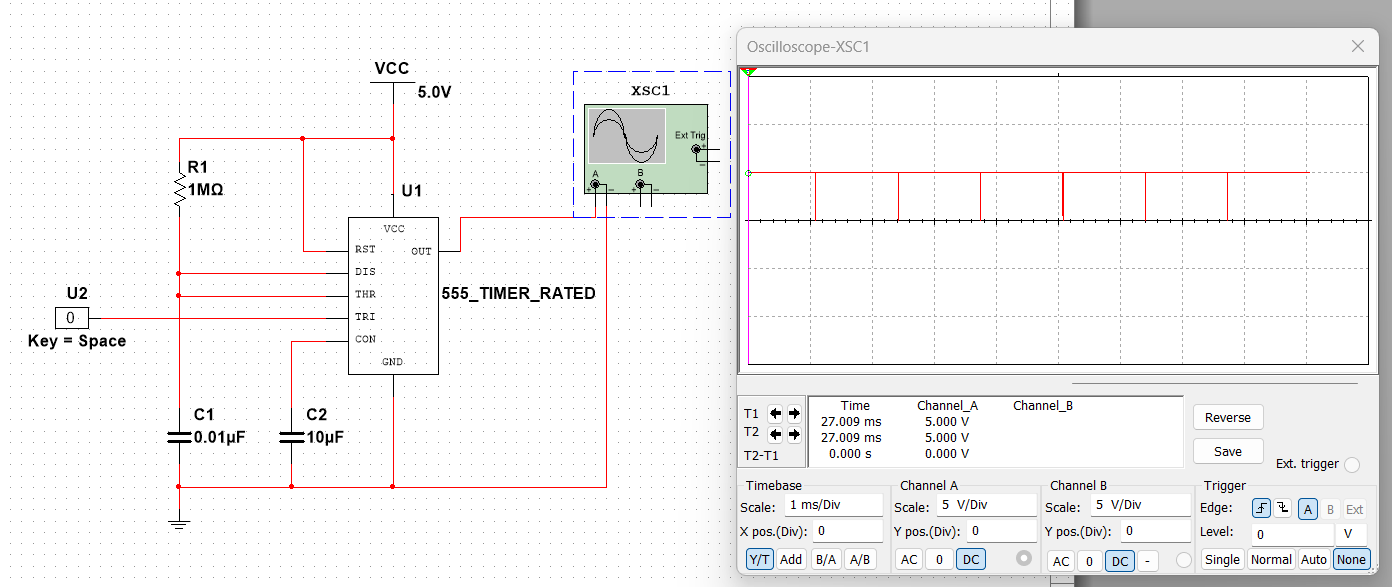 VCC
5.0V
XSC1
Ext Trig
+
−
A
B
+ − + −
R1
1MΩ
U1
VCC
RST
OUT
DIS
THR
TRI
CON
GND
555_TIMER_RATED
U2
0
Key = Space
C1
0.01µF
C2
10µF
Oscilloscope-XSC1
Time Channel_A Channel_B
T1 27.009 ms 5.000 V
T2 27.009 ms 5.000 V
T2-T1 0.000 s 0.000 V
Reverse
Save
Ext. trigger
Timebase
Scale: 1 ms/Div
X pos.(Div): 0
Y/T Add B/A A/B
Channel A
Scale: 5 V/Div
Y pos.(Div): 0
AC 0 DC
Channel B
Scale: 5 V/Div
Y pos.(Div): 0
AC 0 DC -
Trigger
Edge: A B Ext
Level: 0 V
Single Normal Auto None